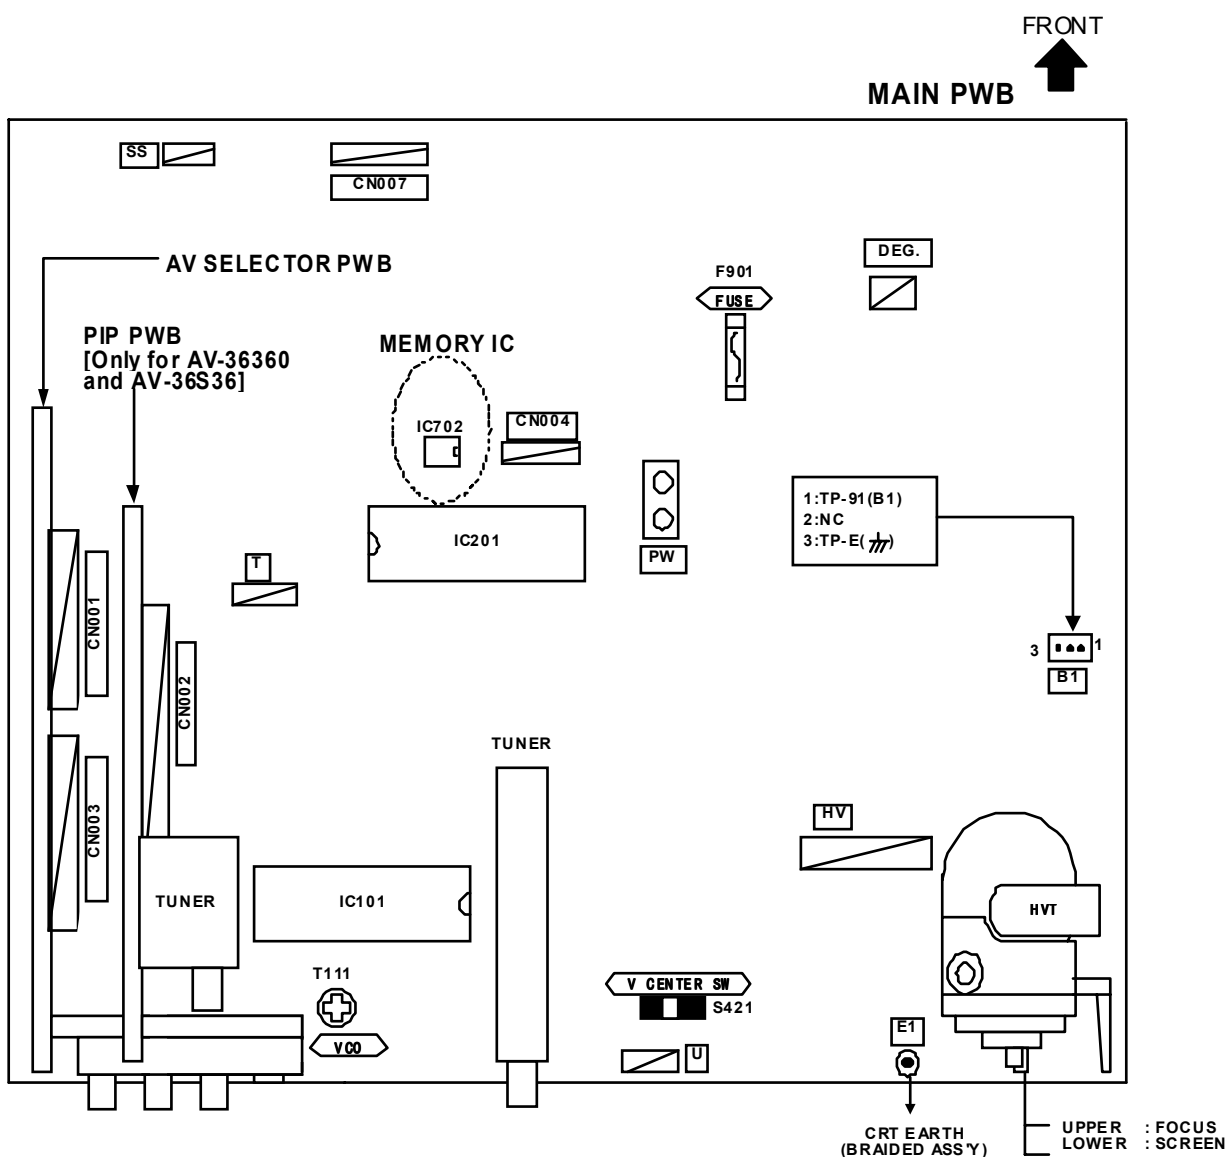 FRONT
MAIN PWB
SS
CN007
AV SELECTOR PWB
DEG.
F901
FUSE
PIP PWB
[Only for AV-36360
and AV-36S36]
MEMORY IC
IC702
CN004
1:TP-91(B1)
2:NC
3:TP-E( )
IC201
PW
T
CN001
3
1
B1
CN002
TUNER
CN003
HV
TUNER
IC101
HVT
T111
V CENTER SW
S421
VCO
U
E1
CRT EARTH
(BRAIDED ASS'Y)
UPPER : FOCUS
LOWER : SCREEN